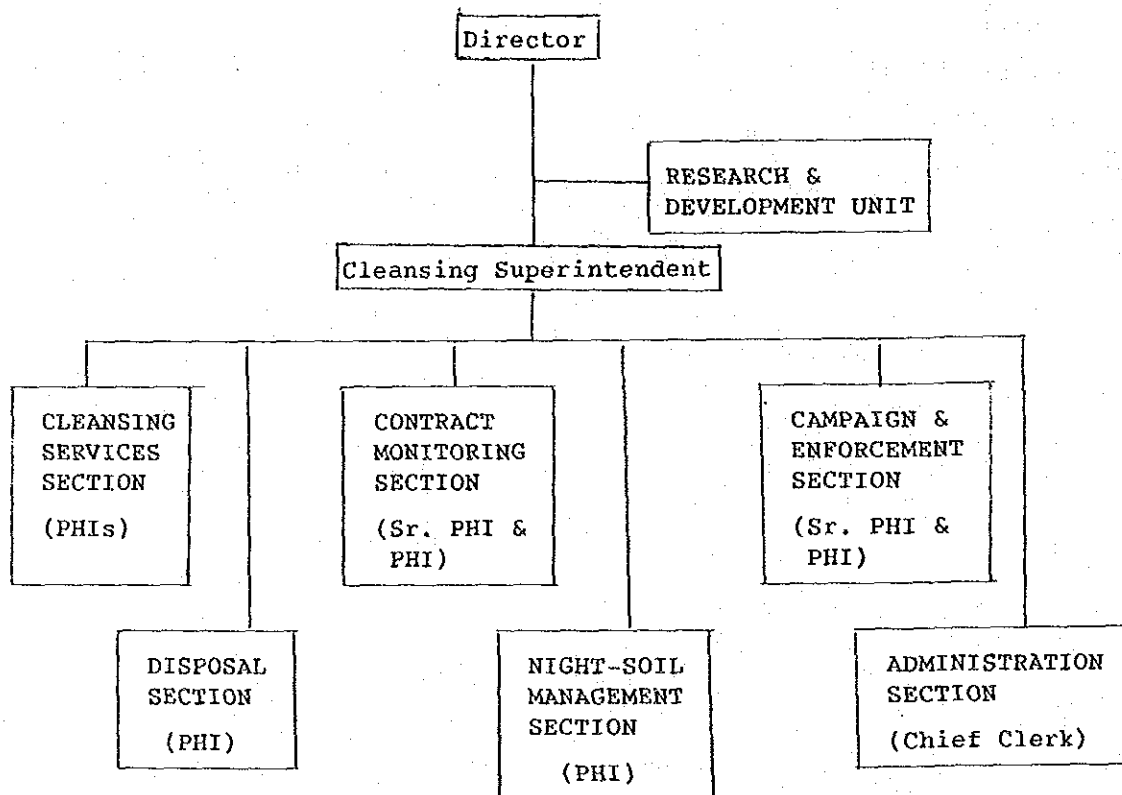 Director
RESEARCH &
DEVELOPMENT UNIT
Cleansing Superintendent
CLEANSING
SERVICES
SECTION
(PHIs)
CONTRACT
MONITORING
SECTION
(Sr. PHI &
PHI)
CAMPAIGN &
ENFORCEMENT
SECTION
(Sr. PHI &
PHI)
DISPOSAL
SECTION
(PHI)
NIGHT-SOIL
MANAGEMENT
SECTION
(PHI)
ADMINISTRATION
SECTION
(Chief Clerk)